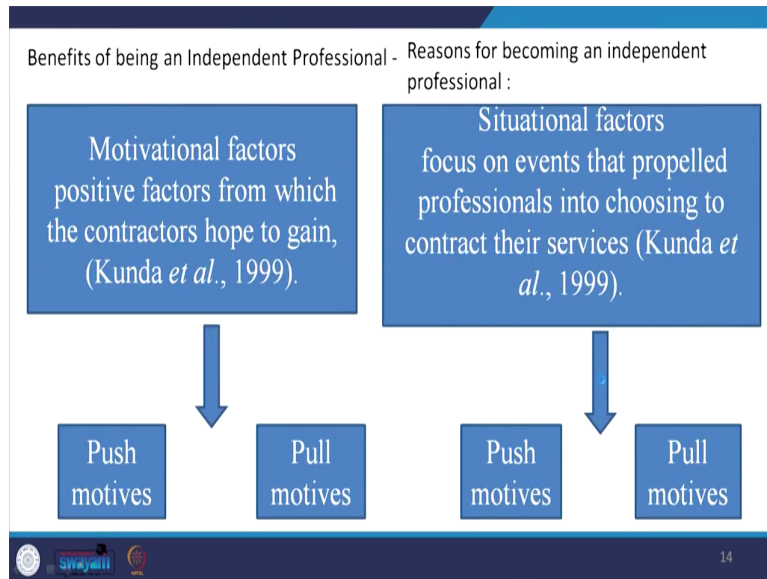 Benefits of being an Independent Professional -
Reasons for becoming an independent
professional :
Motivational factors
positive factors from which
the contractors hope to gain,
(Kunda et al., 1999).
Situational factors
focus on events that propelled
professionals into choosing to
contract their services (Kunda et
al., 1999).
Push
motives
Pull
motives
Push
motives
Pull
motives
swayam
14